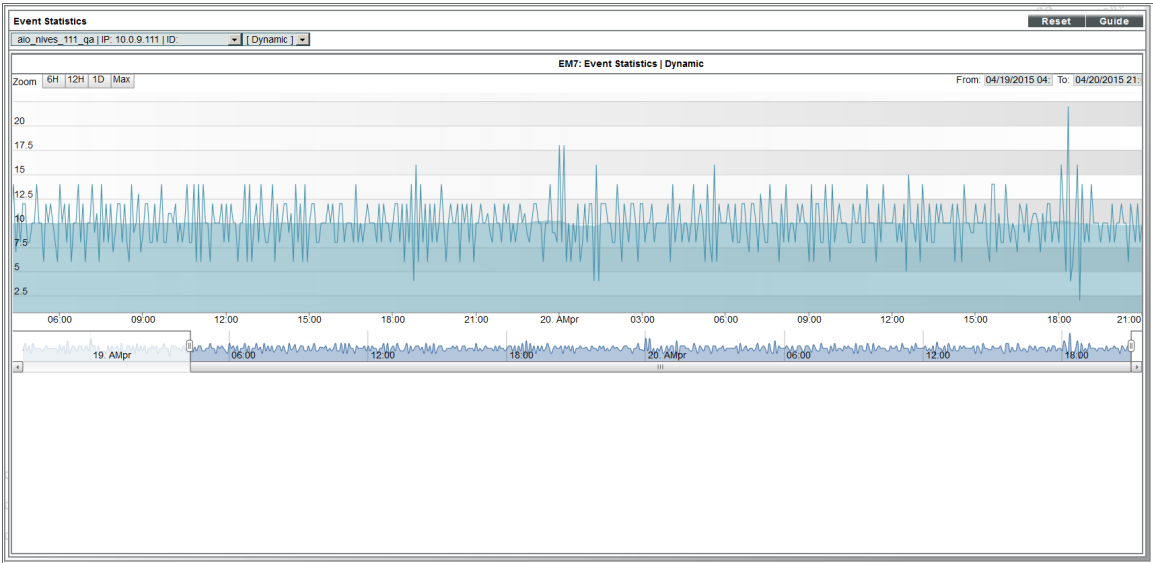 Event Statistics
Reset Guide
aio_nives_111_qa | IP: 10.0.9.111 | ID: [ Dynamic ]
EM7: Event Statistics | Dynamic
Zoom 6H 12H 1D Max
From: 04/19/2015 04: To: 04/20/2015 21:
20
17.5
15
12.5
10
7.5
5
2.5
06:00 09:00 12:00 15:00 18:00 21:00 20. AMpr 03:00 06:00 09:00 12:00 15:00 18:00 21:00
19. AMpr 06:00 12:00 18:00 20. AMpr 06:00 12:00 18:00